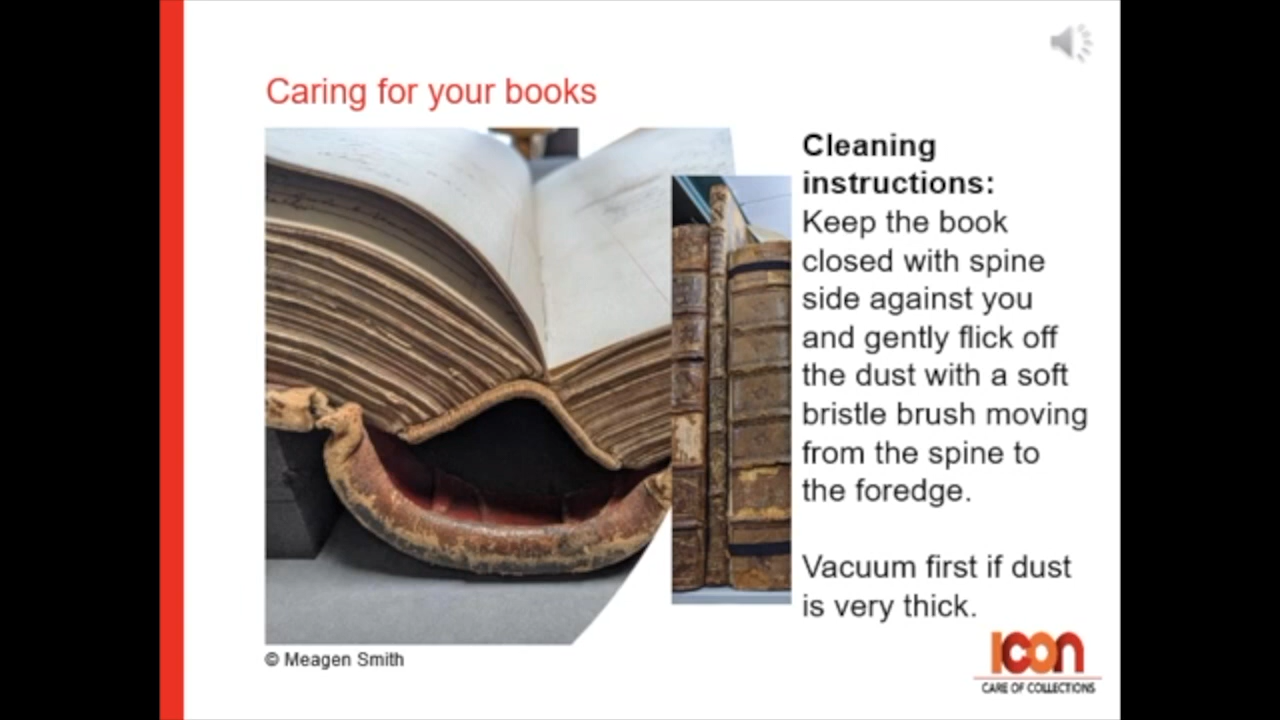 Caring for your books
Cleaning
instructions:
Keep the book
closed with spine
side against you
and gently flick off
the dust with a soft
bristle brush moving
from the spine to
the foredge.
Vacuum first if dust
is very thick.
© Meagen Smith
Icon
CARE OF COLLECTIONS